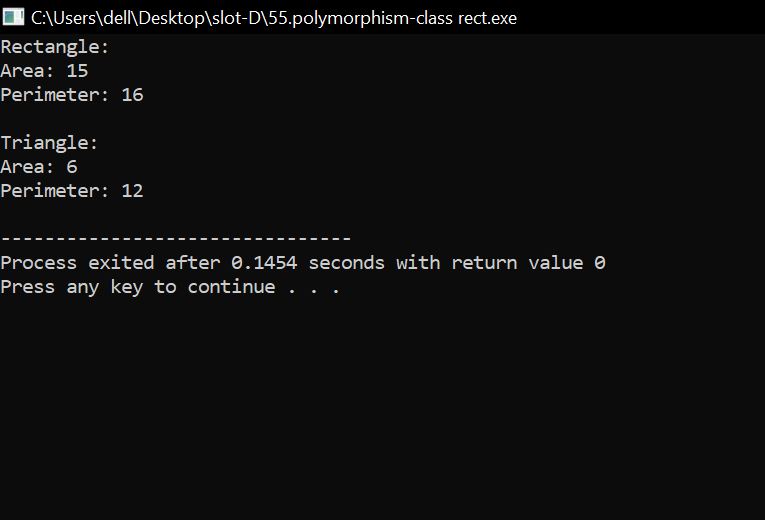 C:\Users\dell\Desktop\slot-D\55.polymorphism-class rect.exe
Rectangle:
Area: 15
Perimeter: 16
Triangle:
Area: 6
Perimeter: 12
--------------------------------
Process exited after 0.1454 seconds with return value 0
Press any key to continue . . .